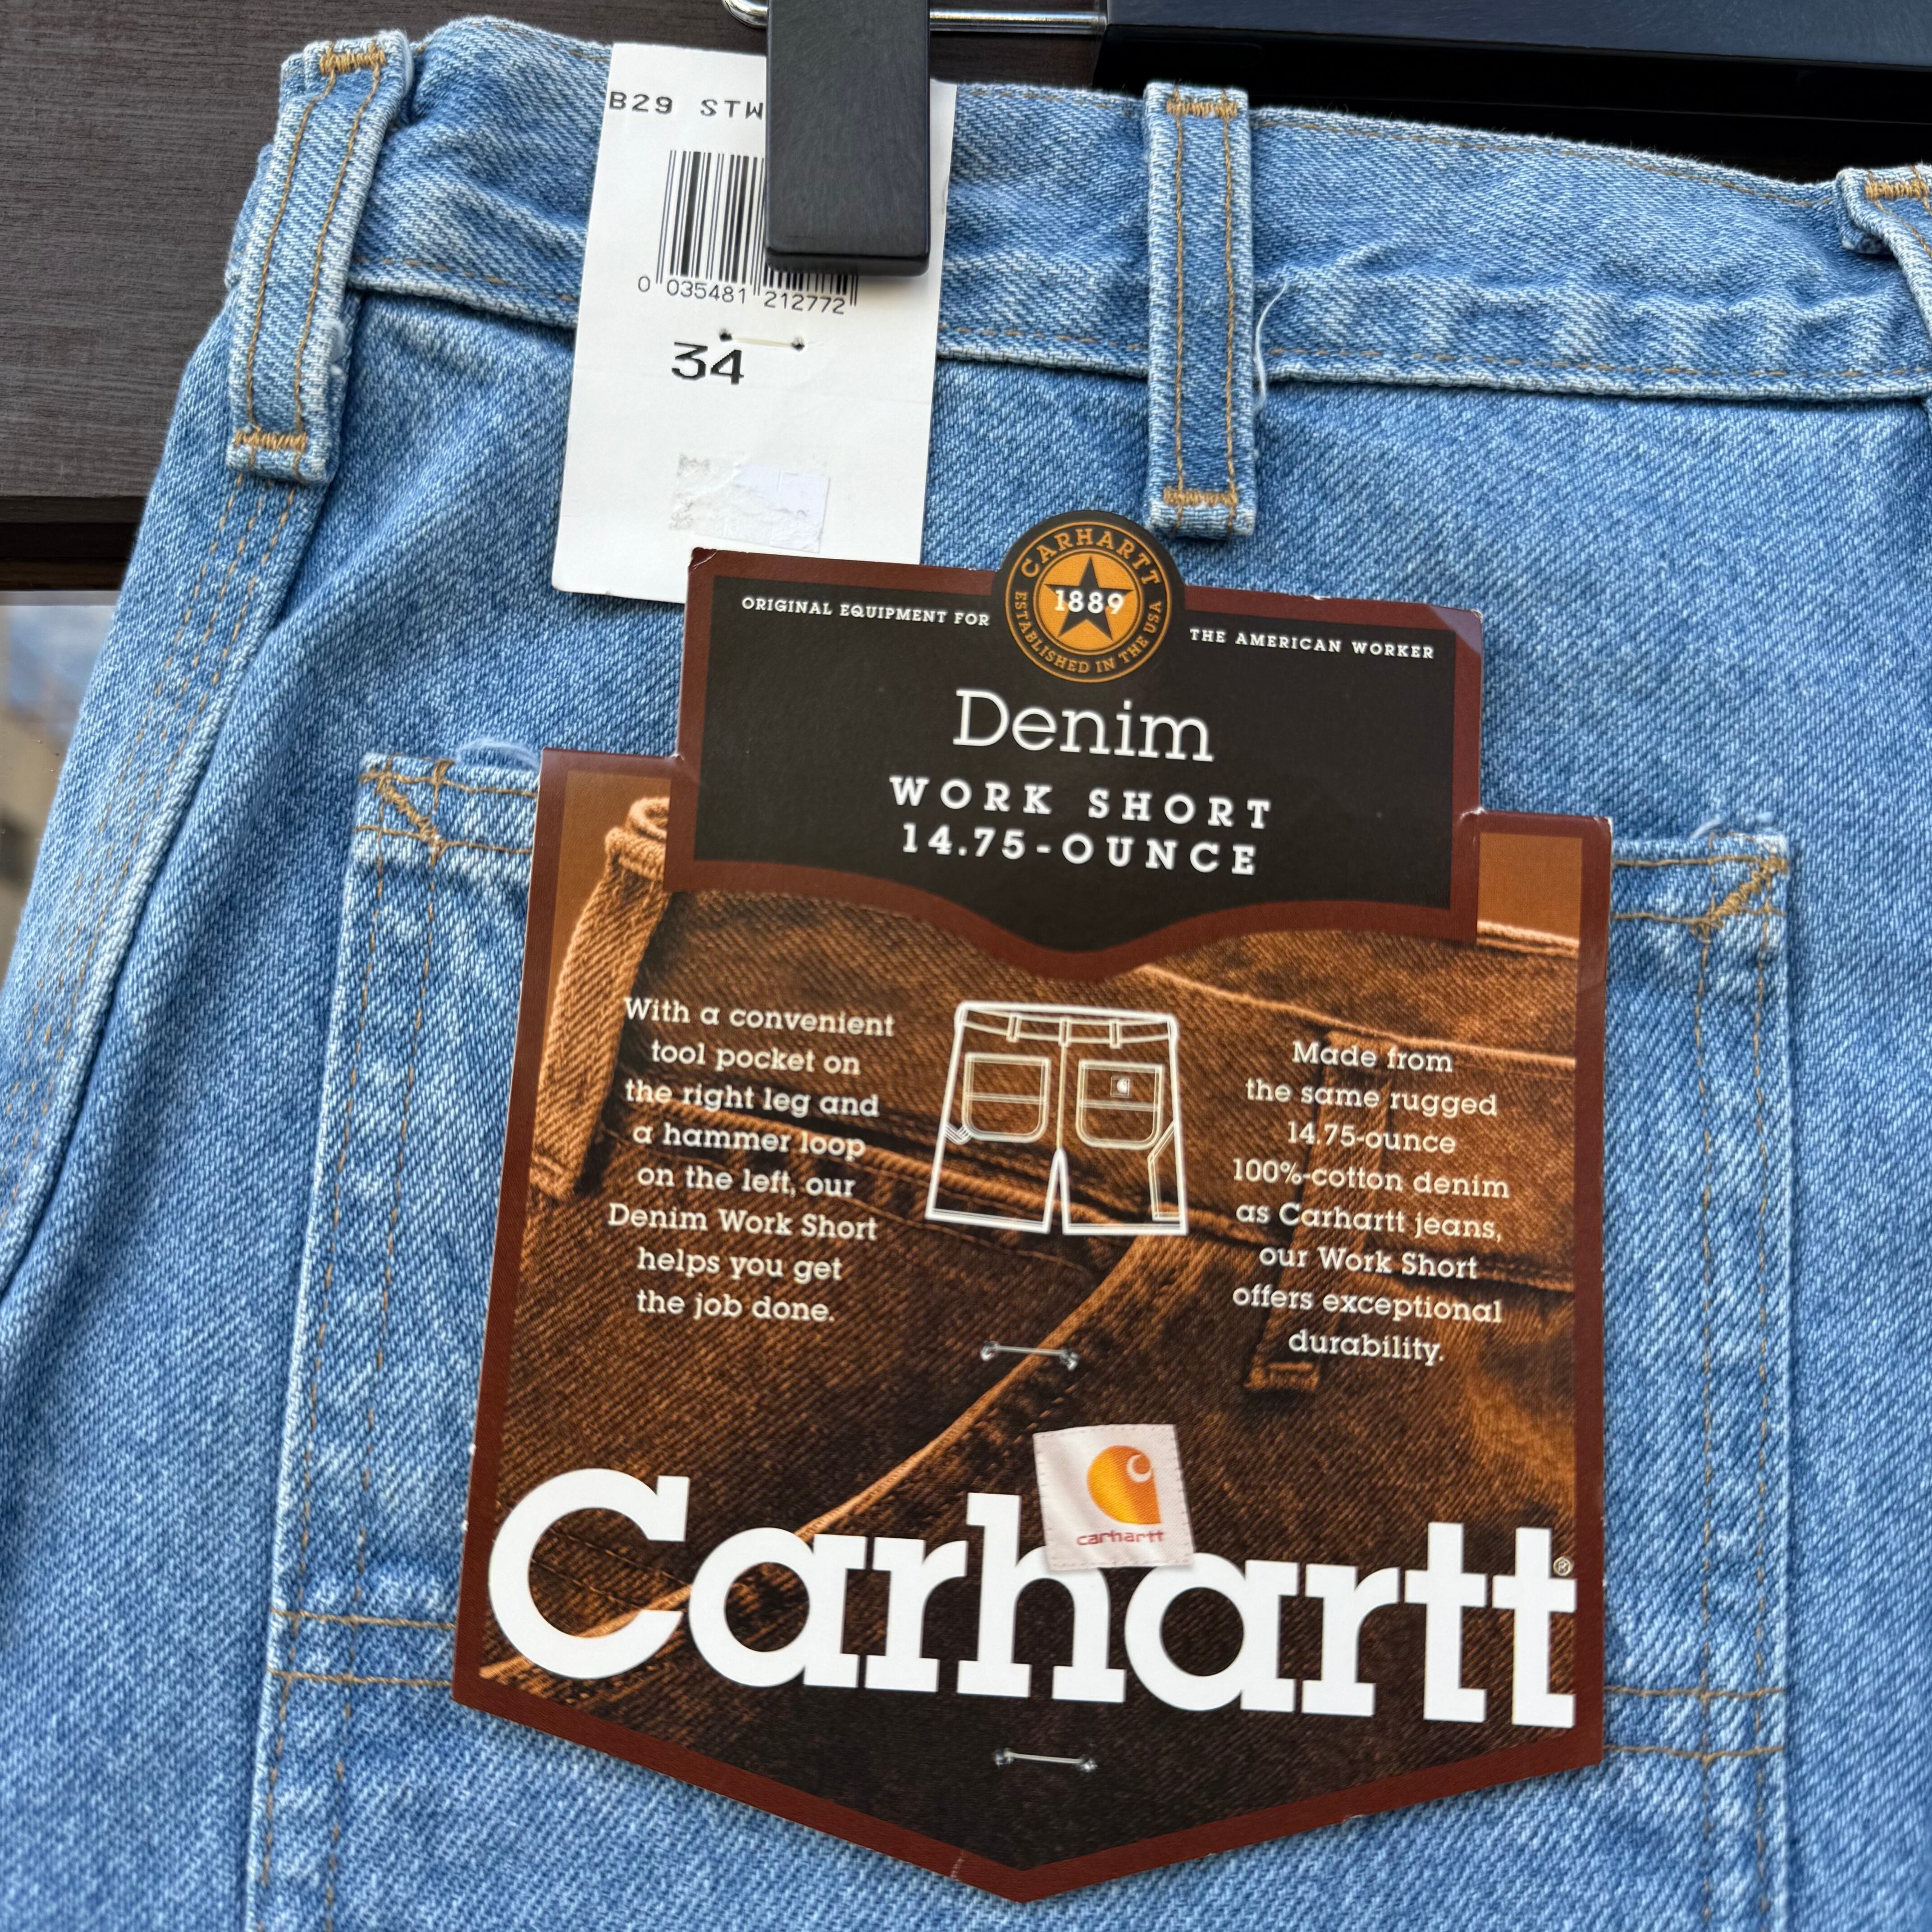 B29 STW
0 035481 212772
34
CARHARTT
1889
ESTABLISHED IN THE USA
ORIGINAL EQUIPMENT FOR
THE AMERICAN WORKER
Denim
WORK SHORT
14.75-OUNCE
With a convenient
tool pocket on
the right leg and
a hammer loop
on the left, our
Denim Work Short
helps you get
the job done.
Made from
the same rugged
14.75-ounce
100%-cotton denim
as Carhartt jeans,
our Work Short
offers exceptional
durability.
carhartt
Carhartt®